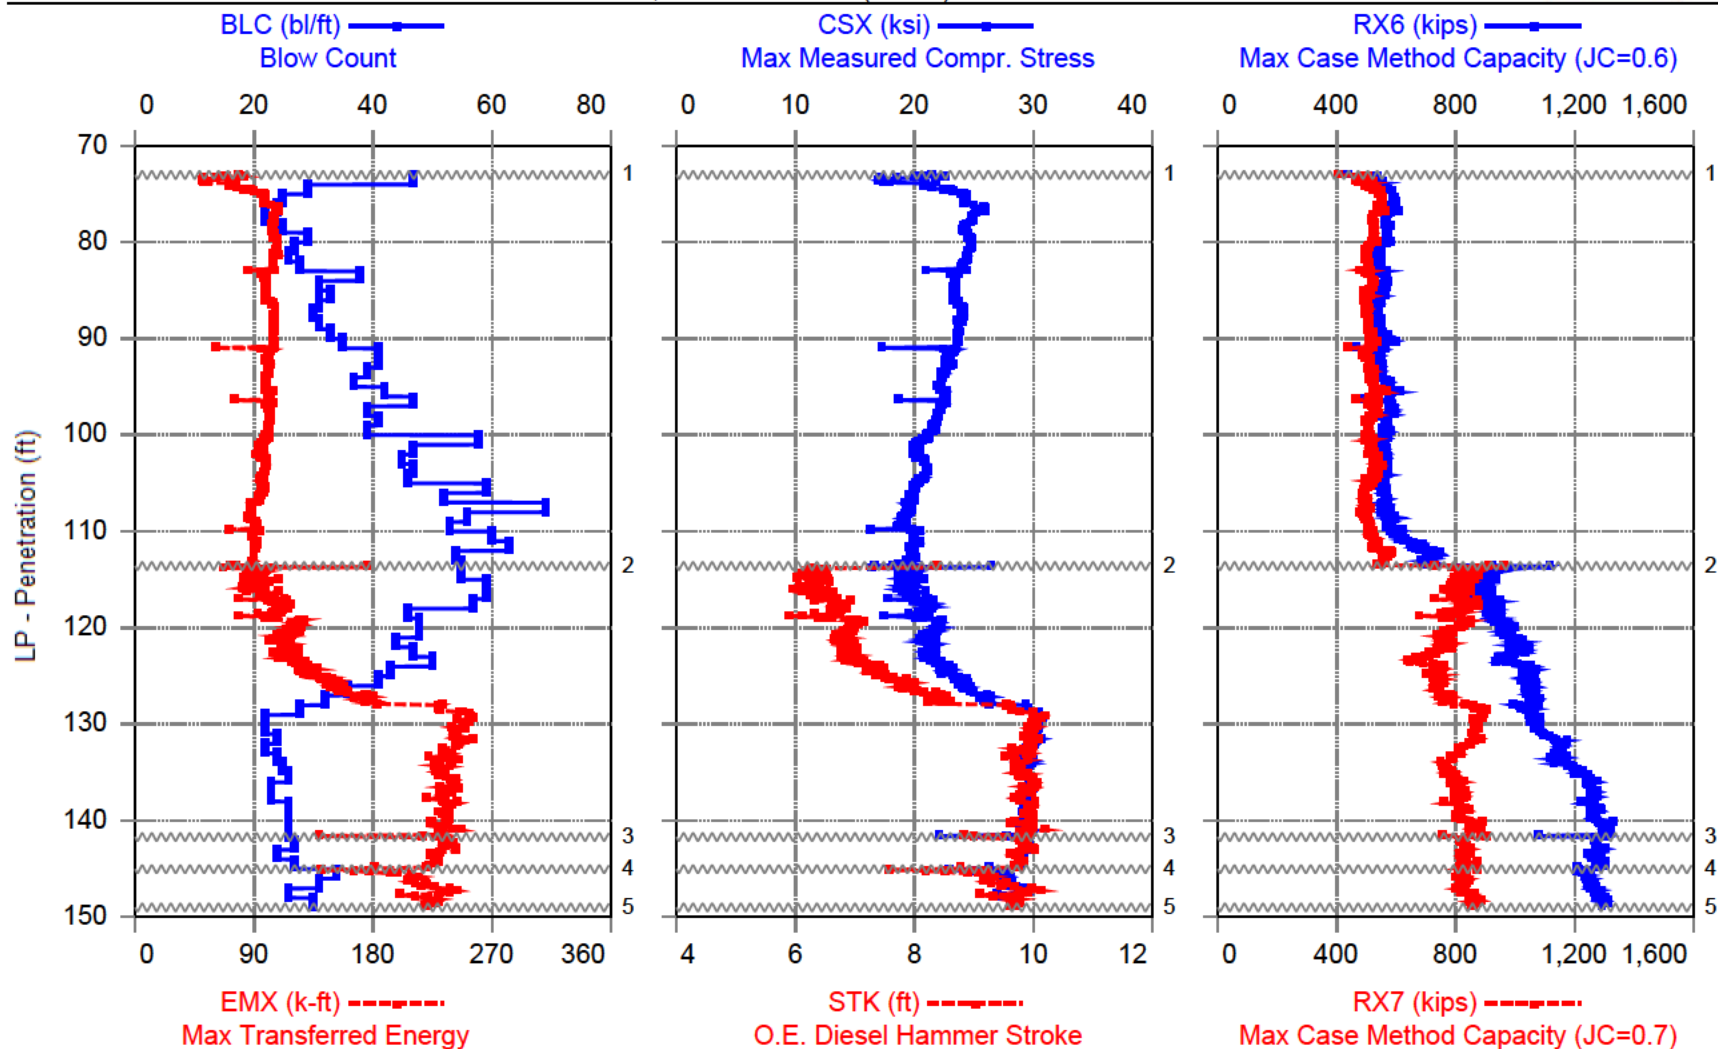 BLC (bl/ft)
Blow Count
CSX (ksi)
Max Measured Compr. Stress
RX6 (kips)
Max Case Method Capacity (JC=0.6)
0 20 40 60 80
0 10 20 30 40
0 400 800 1,200 1,600
70
80
90
100
110
120
130
140
150
LP - Penetration (ft)
1
2
3
4
5
1
2
3
4
5
1
2
3
4
5
0 90 180 270 360
4 6 8 10 12
0 400 800 1,200 1,600
EMX (k-ft)
Max Transferred Energy
STK (ft)
O.E. Diesel Hammer Stroke
RX7 (kips)
Max Case Method Capacity (JC=0.7)